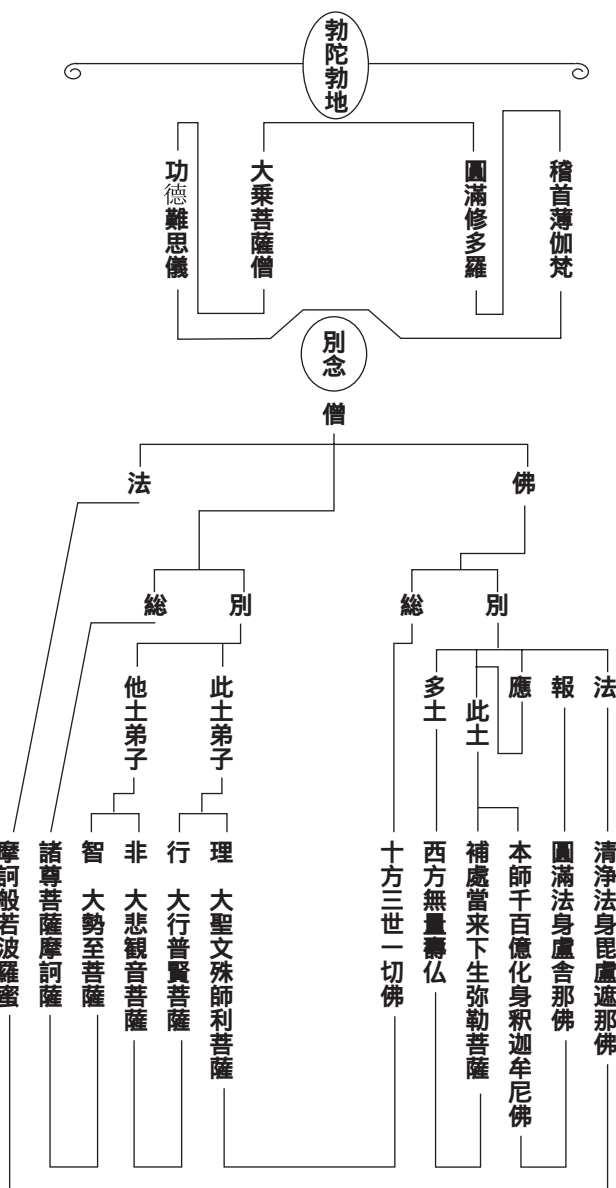 勃陀勃地
稽首薄伽梵
圓滿修多羅
大乗菩薩僧
功德難思儀
別念
僧
佛
法
別
総
別
総
法
報
應
此土
多土
此土弟子
他土弟子
清浄法身毘盧遮那佛
圓滿法身盧舎那佛
本師千百億化身釈迦牟尼佛
補處當来下生弥勒菩薩
西方無量壽仏
十方三世一切佛
理 大聖文殊師利菩薩
行 大行普賢菩薩
非 大悲観音菩薩
智 大勢至菩薩
諸尊菩薩摩訶薩
摩訶般若波羅蜜